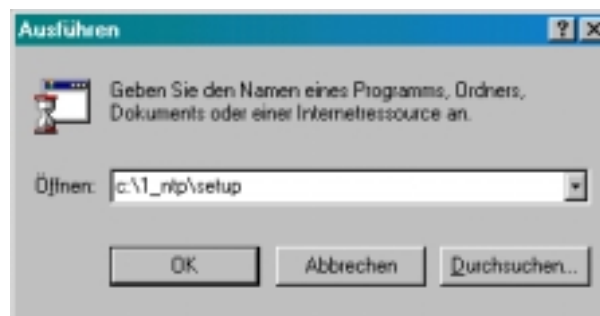 Ausführen
Geben Sie den Namen eines Programms, Ordners,
Dokuments oder einer Internetressource an.
Öffnen: c:\1_ntp\setup
OK Abbrechen Durchsuchen...